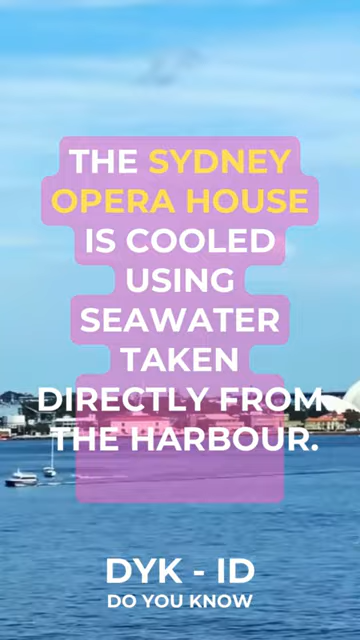 THE SYDNEY
OPERA HOUSE
IS COOLED
USING
SEAWATER
TAKEN
DIRECTLY FROM
THE HARBOUR.
DYK - ID
DO YOU KNOW